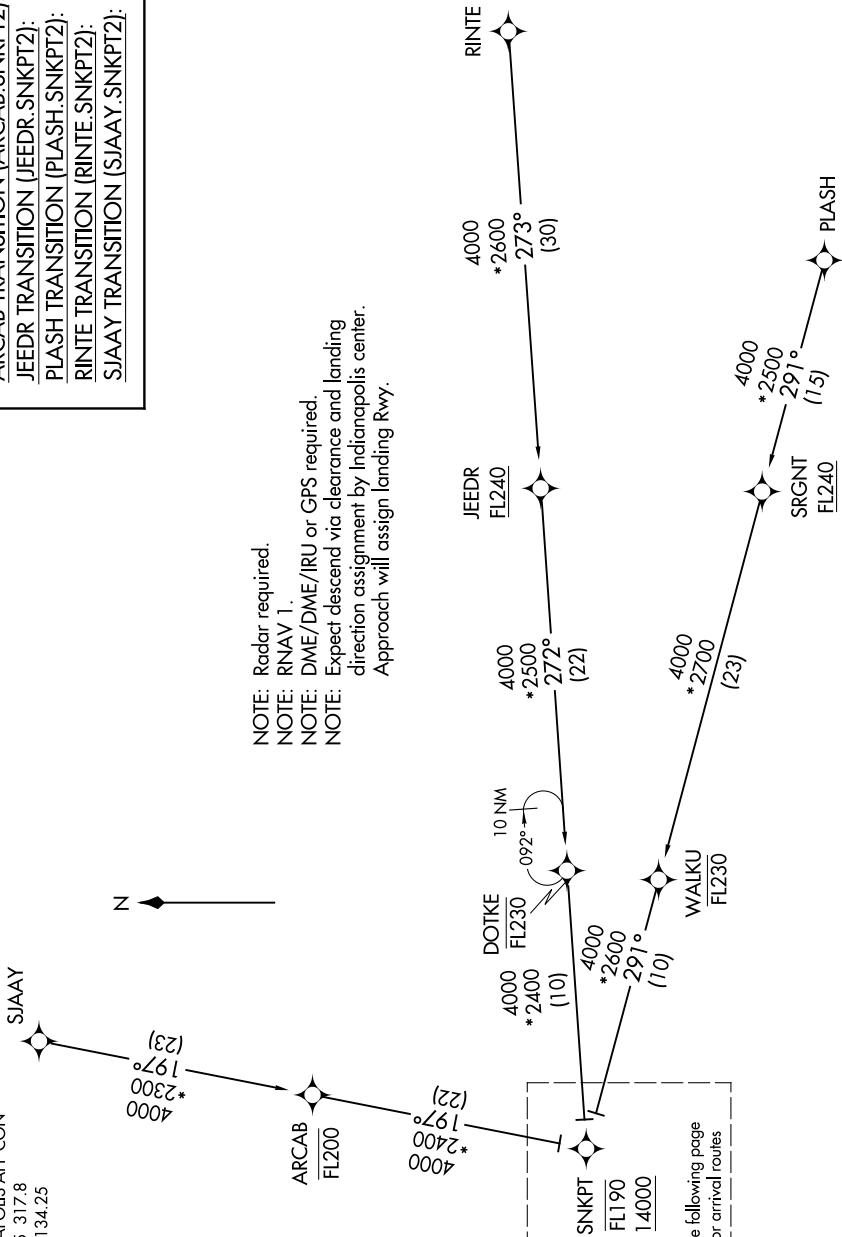 JEEDR TRANSITION (JEEDR.SNKPT2):
PLASH TRANSITION (PLASH.SNKPT2):
RINTE TRANSITION (RINTE.SNKPT2):
SJAAY TRANSITION (SJAAY.SNKPT2):
317.8
134.25
NOTE: Radar required.
NOTE: RNAV 1.
NOTE: DME/DME/IRU or GPS required.
NOTE: Expect descend via clearance and landing
direction assignment by Indianapolis center.
Approach will assign landing Rwy.
N
SJAAY
4000
*2300
197°
(23)
ARCAB
FL200
4000
*2400
197°
(22)
RINTE
4000
*2600
273°
(30)
JEEDR
FL240
4000
*2500
272°
(22)
10 NM
092°
DOTKE
FL230
4000
*2400
(10)
PLASH
4000
*2500
291°
(15)
SRGNT
FL240
4000
*2700
(23)
WALKU
FL230
4000
*2600
291°
(10)
SNKPT
FL190
14000
following page
arrival routes